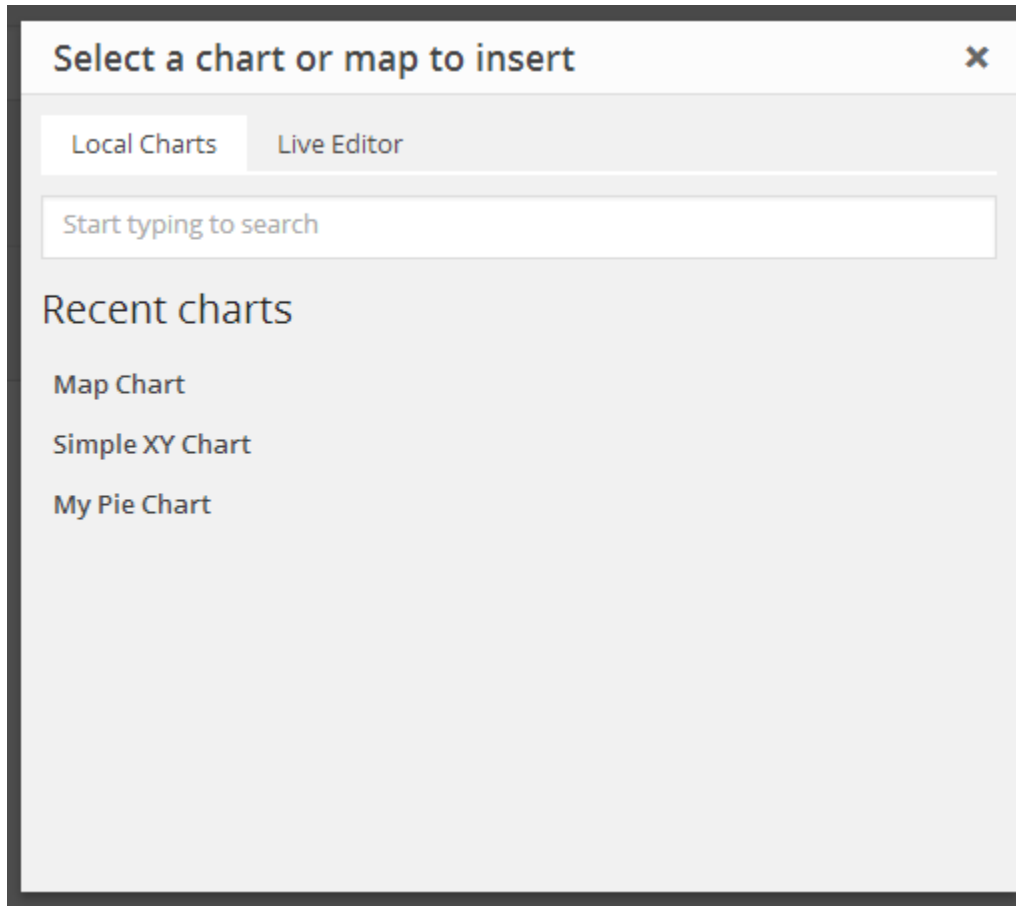 Select a chart or map to insert
Local Charts Live Editor
Start typing to search
Recent charts
Map Chart
Simple XY Chart
My Pie Chart